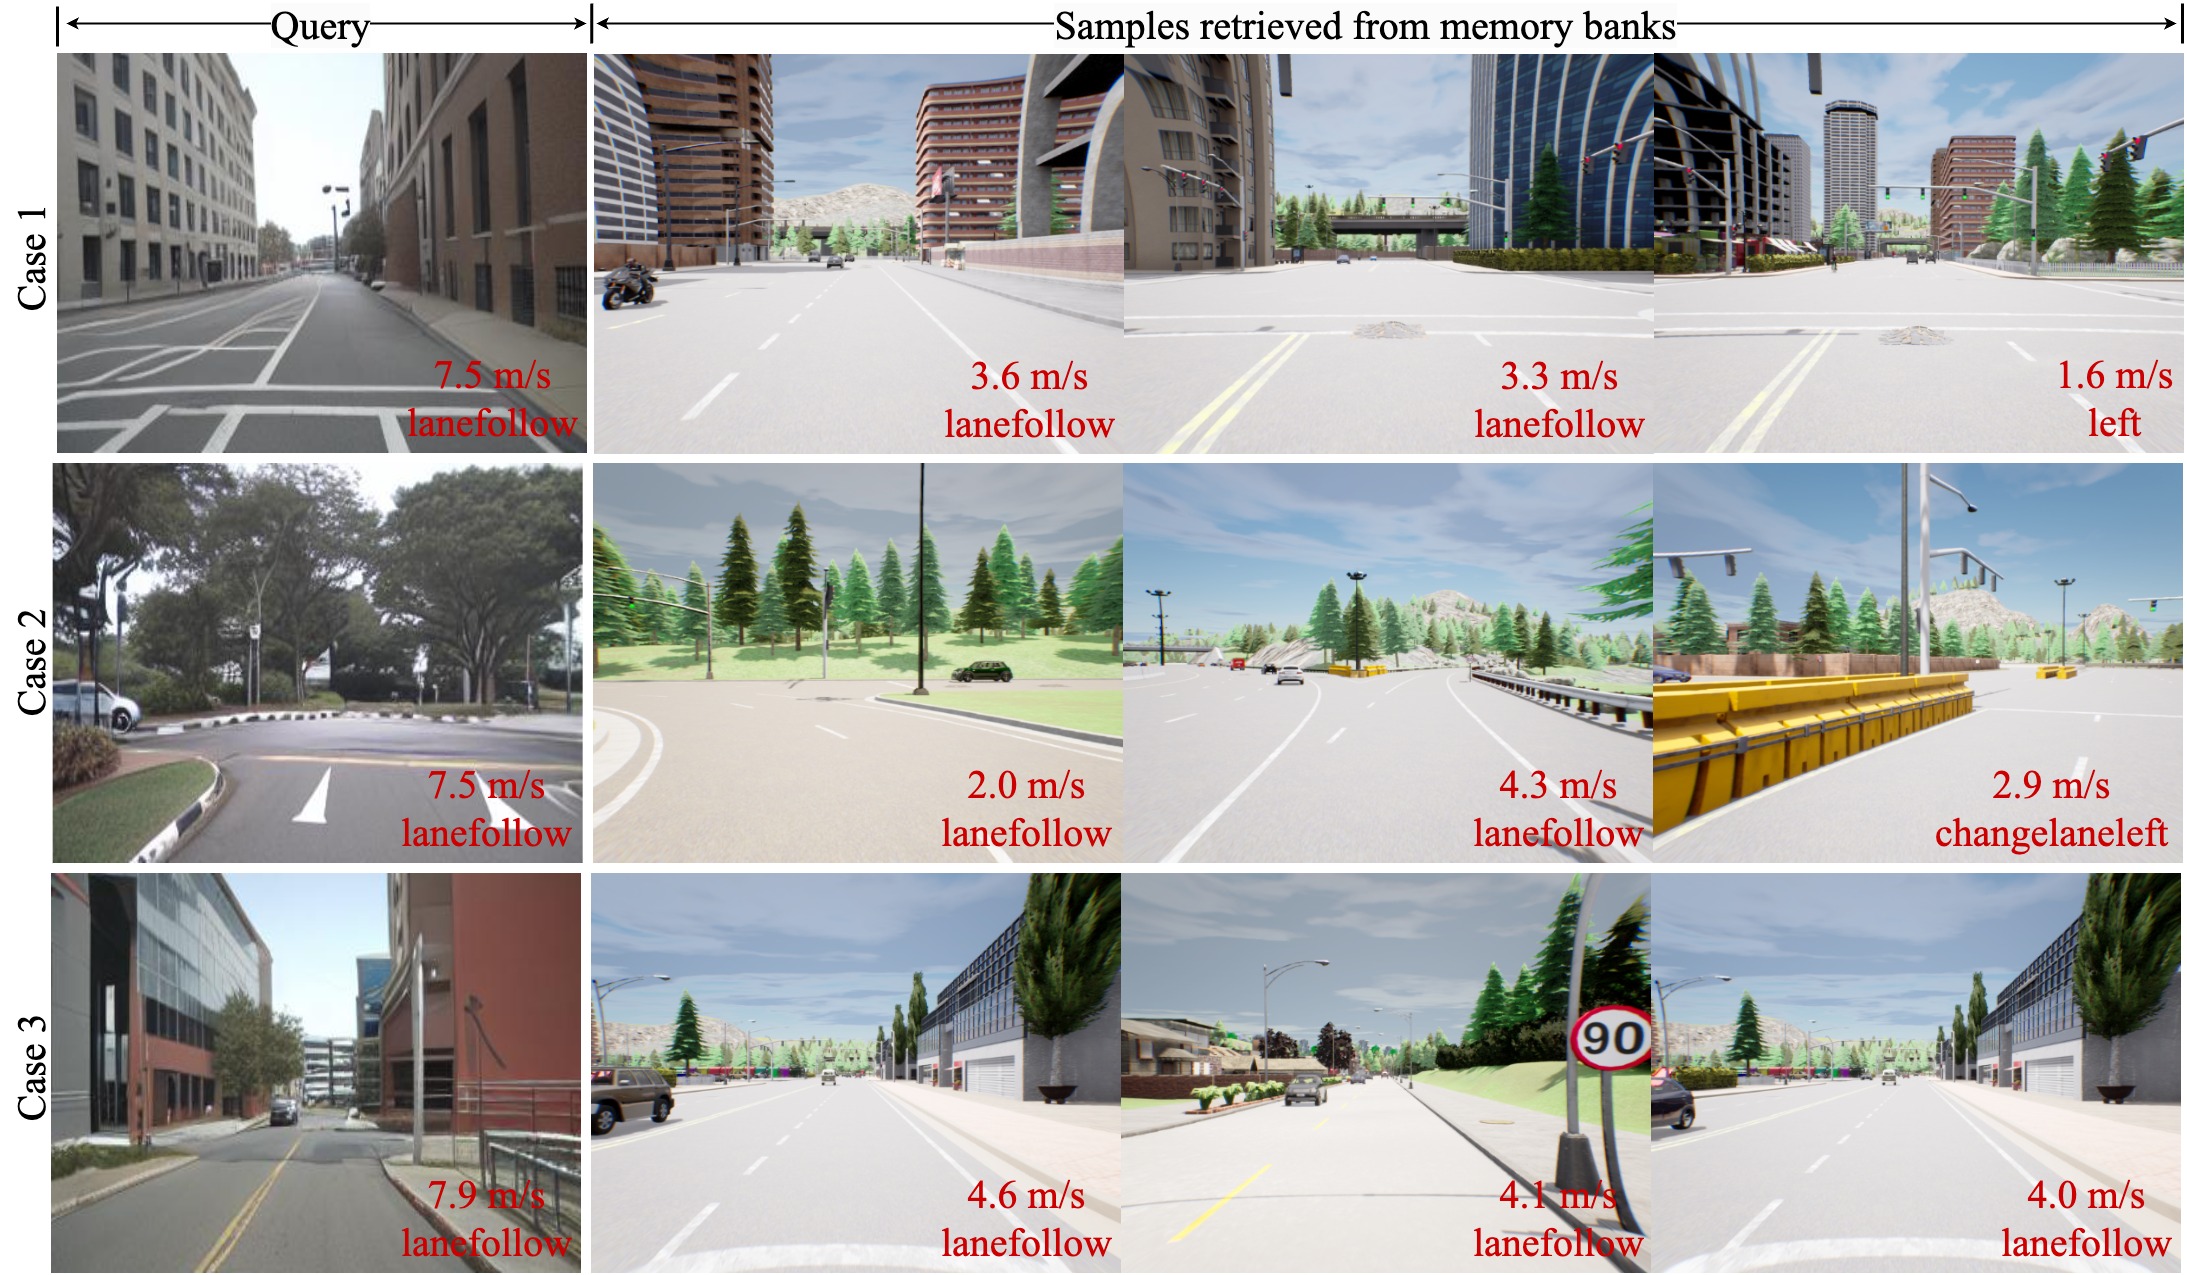 Query
Samples retrieved from memory banks
Case 1
7.5 m/s
lanefollow
3.6 m/s
lanefollow
3.3 m/s
lanefollow
1.6 m/s
left
Case 2
7.5 m/s
lanefollow
2.0 m/s
lanefollow
4.3 m/s
lanefollow
2.9 m/s
changelaneleft
Case 3
7.9 m/s
lanefollow
4.6 m/s
lanefollow
90
4.1 m/s
lanefollow
4.0 m/s
lanefollow